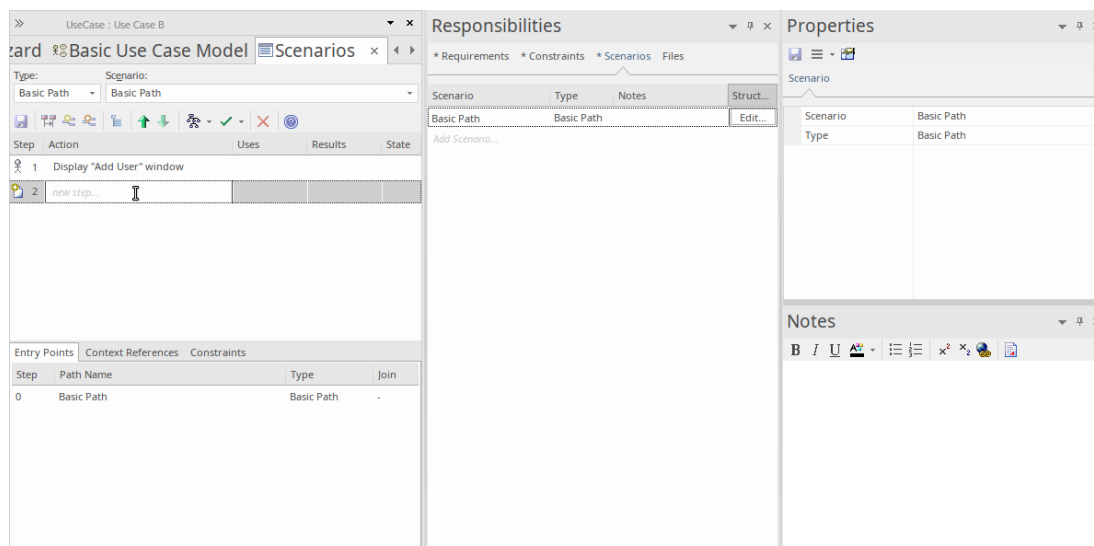 UseCase : Use Case B
zard Basic Use Case Model Scenarios
Type: Scenario:
Basic Path Basic Path
Step Action Uses Results State
1 Display "Add User" window
2 new step...
Entry Points Context References Constraints
Step Path Name Type Join
0 Basic Path Basic Path -
Responsibilities
* Requirements * Constraints * Scenarios Files
Scenario Type Notes Struct...
Basic Path Basic Path Edit...
Add Scenario...
Properties
Scenario
Scenario Basic Path
Type Basic Path
Notes
B I U A x² x₂